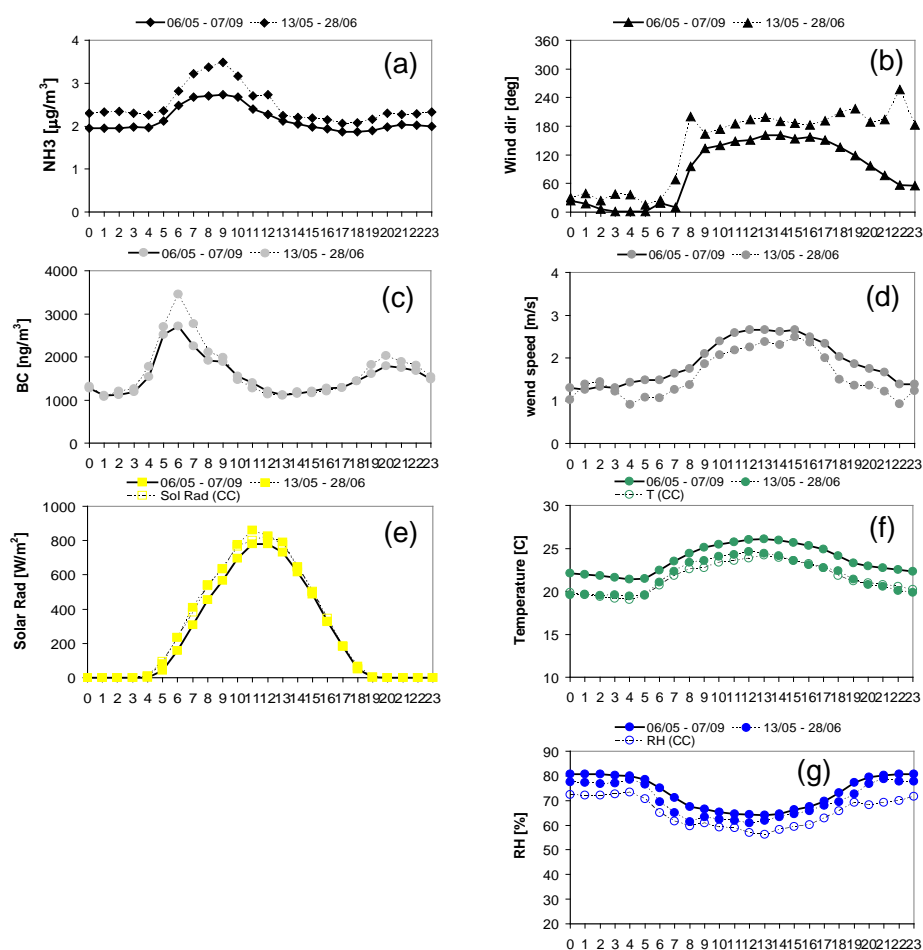 06/05 - 07/09 13/05 - 28/06
(a)
NH3 [μg/m³]
4
3
2
1
0
0 1 2 3 4 5 6 7 8 9 10 11 12 13 14 15 16 17 18 19 20 21 22 23
06/05 - 07/09 13/05 - 28/06
(b)
Wind dir [deg]
360
300
240
180
120
60
0
0 1 2 3 4 5 6 7 8 9 10 11 12 13 14 15 16 17 18 19 20 21 22 23
06/05 - 07/09 13/05 - 28/06
(c)
BC [ng/m³]
4000
3000
2000
1000
0
0 1 2 3 4 5 6 7 8 9 10 11 12 13 14 15 16 17 18 19 20 21 22 23
06/05 - 07/09 13/05 - 28/06
(d)
wend speed [m/s]
4
3
2
1
0
0 1 2 3 4 5 6 7 8 9 10 11 12 13 14 15 16 17 18 19 20 21 22 23
06/05 - 07/09 13/05 - 28/06
Sol Rad (CC)
(e)
Solar Rad [W/m²]
1000
800
600
400
200
0
0 1 2 3 4 5 6 7 8 9 10 11 12 13 14 15 16 17 18 19 20 21 22 23
06/05 - 07/09 13/05 - 28/06
T (CC)
(f)
Temperature [C]
30
25
20
15
10
0 1 2 3 4 5 6 7 8 9 10 11 12 13 14 15 16 17 18 19 20 21 22 23
06/05 - 07/09 13/05 - 28/06
RH (CC)
(g)
RH [%]
90
80
70
60
50
40
30
20
0 1 2 3 4 5 6 7 8 9 10 11 12 13 14 15 16 17 18 19 20 21 22 23